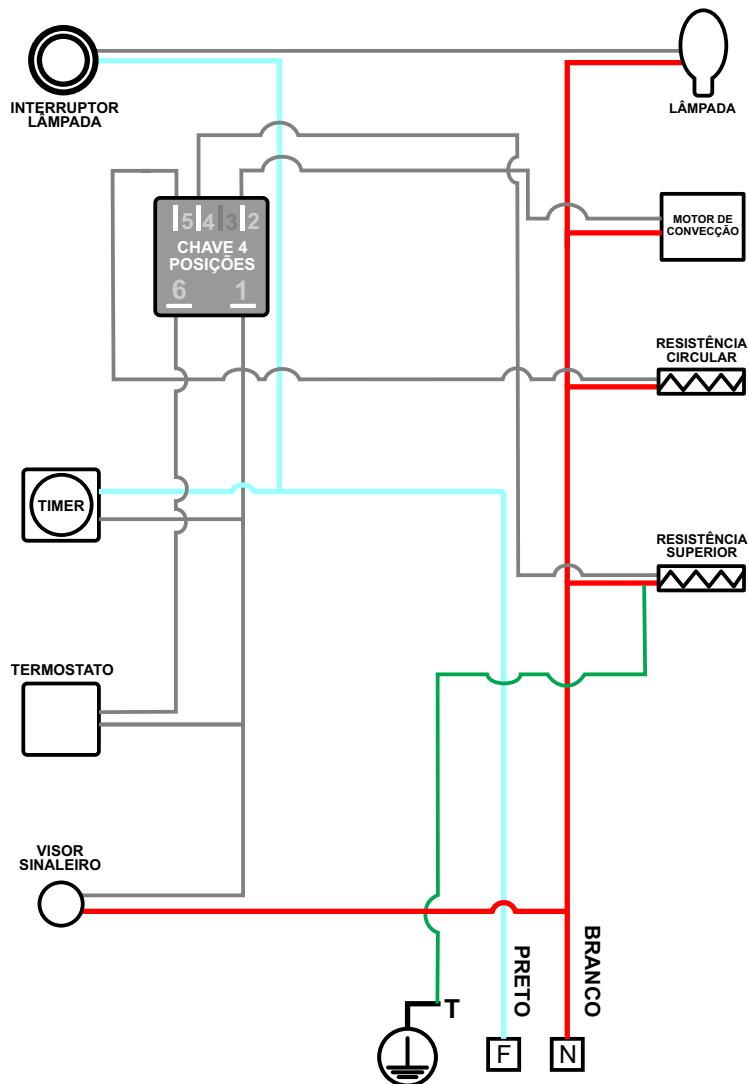 INTERRUPTOR
LÂMPADA
LÂMPADA
5 4 3 2
CHAVE 4
POSIÇÕES
6 1
MOTOR DE
CONVECÇÃO
RESISTÊNCIA
CIRCULAR
TIMER
RESISTÊNCIA
SUPERIOR
TERMOSTATO
VISOR
SINALEIRO
PRETO
BRANCO
T
F
N